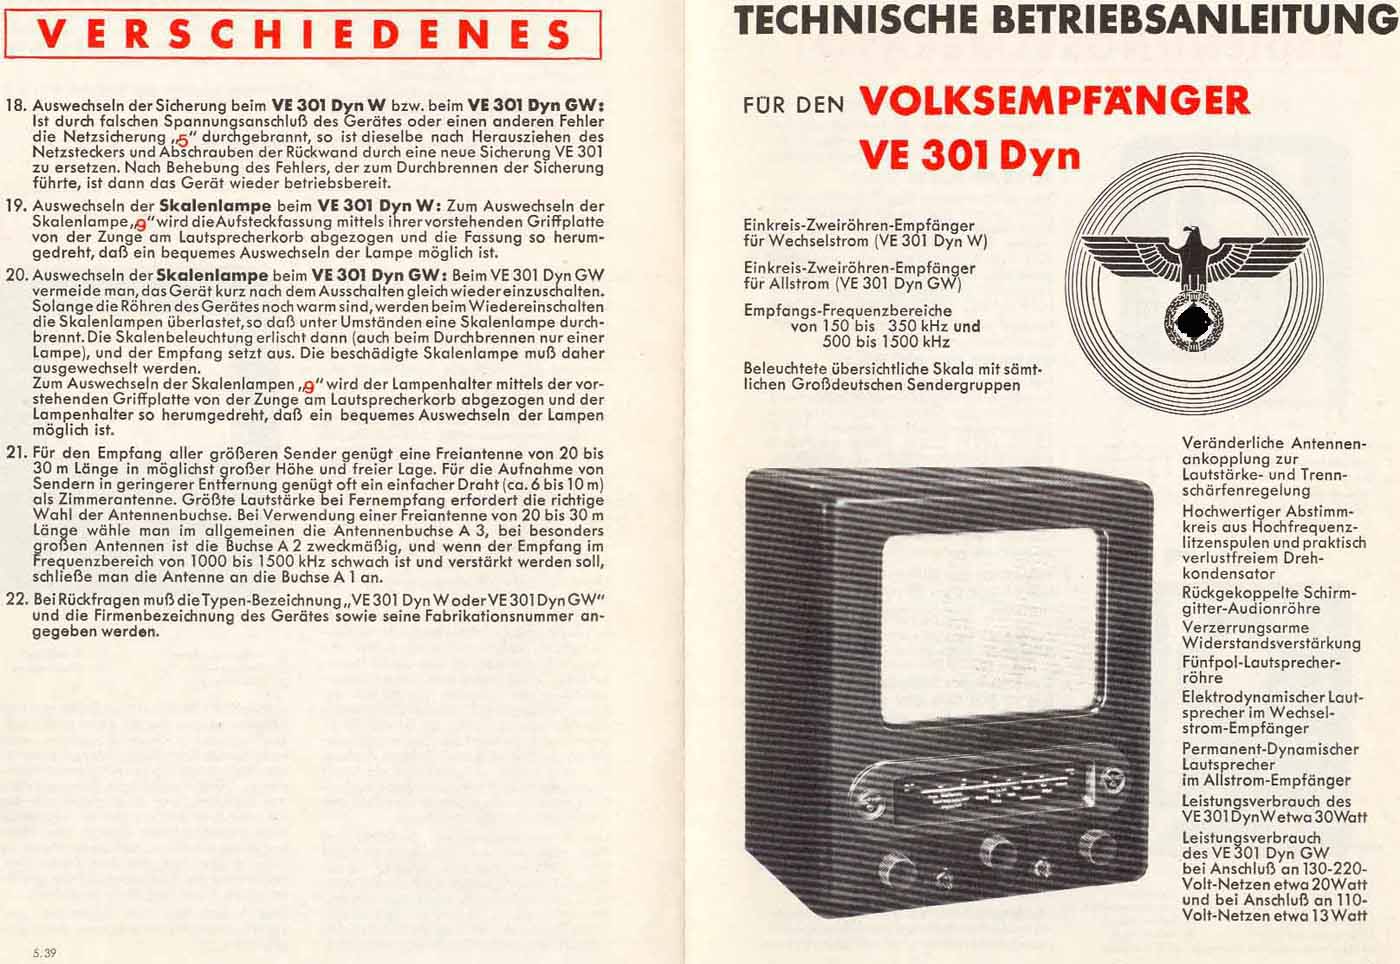 VERSCHIEDENES
18. Auswechseln der Sicherung beim VE 301 Dyn W bzw. beim VE 301 Dyn GW:
Ist durch falschen Spannungsanschluß des Gerätes oder einen anderen Fehler
die Netzsicherung „5" durchgebrannt, so ist dieselbe nach Herausziehen des
Netzsteckers und Abschrauben der Rückwand durch eine neue Sicherung VE 301
zu ersetzen. Nach Behebung des Fehlers, der zum Durchbrennen der Sicherung
führte, ist dann das Gerät wieder betriebsbereit.
19. Auswechseln der Skalenlampe beim VE 301 Dyn W: Zum Auswechseln der
Skalenlampe „9" wird die Aufsteckfassung mittels ihrer vorstehenden Griffplatte
von der Zunge am Lautsprecherkorb abgezogen und die Fassung so herum-
gedreht, daß ein bequemes Auswechseln der Lampe möglich ist.
20. Auswechseln der Skalenlampe beim VE 301 Dyn GW: Beim VE 301 Dyn GW
vermeide man, das Gerät kurz nach dem Ausschalten gleich wieder einzuschalten.
Solange die Röhren des Gerätes noch warm sind, werden beim Wiedereinschalten
die Skalenlampen überlastet, so daß unter Umständen eine Skalenlampe durch-
brennt. Die Skalenbeleuchtung erlischt dann (auch beim Durchbrennen nur einer
Lampe), und der Empfang setzt aus. Die beschädigte Skalenlampe muß daher
ausgewechselt werden.
Zum Auswechseln der Skalenlampen „9" wird der Lampenhalter mittels der vor-
stehenden Griffplatte von der Zunge am Lautsprecherkorb abgezogen und der
Lampenhalter so herumgedreht, daß ein bequemes Auswechseln der Lampen
möglich ist.
21. Für den Empfang aller größeren Sender genügt eine Freiantenne von 20 bis
30 m Länge in möglichst großer Höhe und freier Lage. Für die Aufnahme von
Sendern in geringerer Entfernung genügt oft ein einfacher Draht (ca. 6 bis 10 m)
als Zimmerantenne. Größte Lautstärke bei Fernempfang erfordert die richtige
Wahl der Antennenbuchse. Bei Verwendung einer Freiantenne von 20 bis 30 m
Länge wähle man im allgemeinen die Antennenbuchse A 3, bei besonders
großen Antennen ist die Buchse A 2 zweckmäßig, und wenn der Empfang im
Frequenzbereich von 1000 bis 1500 kHz schwach ist und verstärkt werden soll,
schließe man die Antenne an die Buchse A 1 an.
22. Bei Rückfragen muß die Typen-Bezeichnung „VE 301 Dyn W oder VE 301 Dyn GW"
und die Firmenbezeichnung des Gerätes sowie seine Fabrikationsnummer an-
gegeben werden.
5.39
TECHNISCHE BETRIEBSANLEITUNG
FÜR DEN VOLKSEMPFÄNGER
VE 301 Dyn
Einkreis-Zweiröhren-Empfänger
für Wechselstrom (VE 301 Dyn W)
Einkreis-Zweiröhren-Empfänger
für Allstrom (VE 301 Dyn GW)
Empfangs-Frequenzbereiche
von 150 bis 350 kHz und
500 bis 1500 kHz
Beleuchtete übersichtliche Skala mit sämt-
lichen Großdeutschen Sendergruppen
Veränderliche Antennen-
ankopplung zur
Lautstärke- und Trenn-
schärfenregelung
Hochwertiger Abstimm-
kreis aus Hochfrequenz-
litzenspulen und praktisch
verlustfreiem Dreh-
kondensator
Rückgekoppelte Schirm-
gitter-Audionröhre
Verzerrungsarme
Widerstandsverstärkung
Fünfpol-Lautsprecher-
röhre
Elektrodynamischer Laut-
sprecher im Wechsel-
strom-Empfänger
Permanent-Dynamischer
Lautsprecher
im Allstrom-Empfänger
Leistungsverbrauch des
VE 301 Dyn W etwa 30 Watt
Leistungsverbrauch
des VE 301 Dyn GW
bei Anschluß an 130-220-
Volt-Netzen etwa 20 Watt
und bei Anschluß an 110-
Volt-Netzen etwa 13 Watt